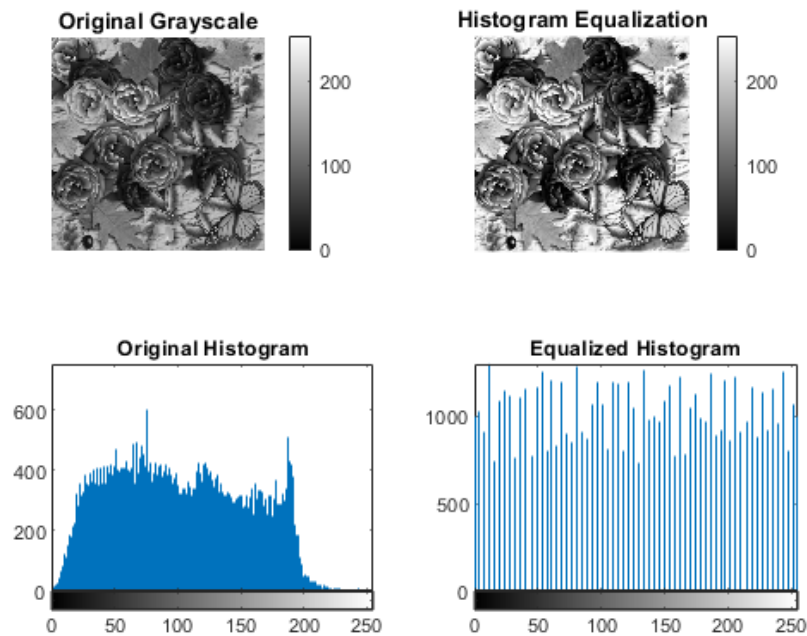 Original Grayscale
200
100
0
Histogram Equalization
200
100
0
Original Histogram
600
400
200
0
0 50 100 150 200 250
Equalized Histogram
1000
500
0
0 50 100 150 200 250